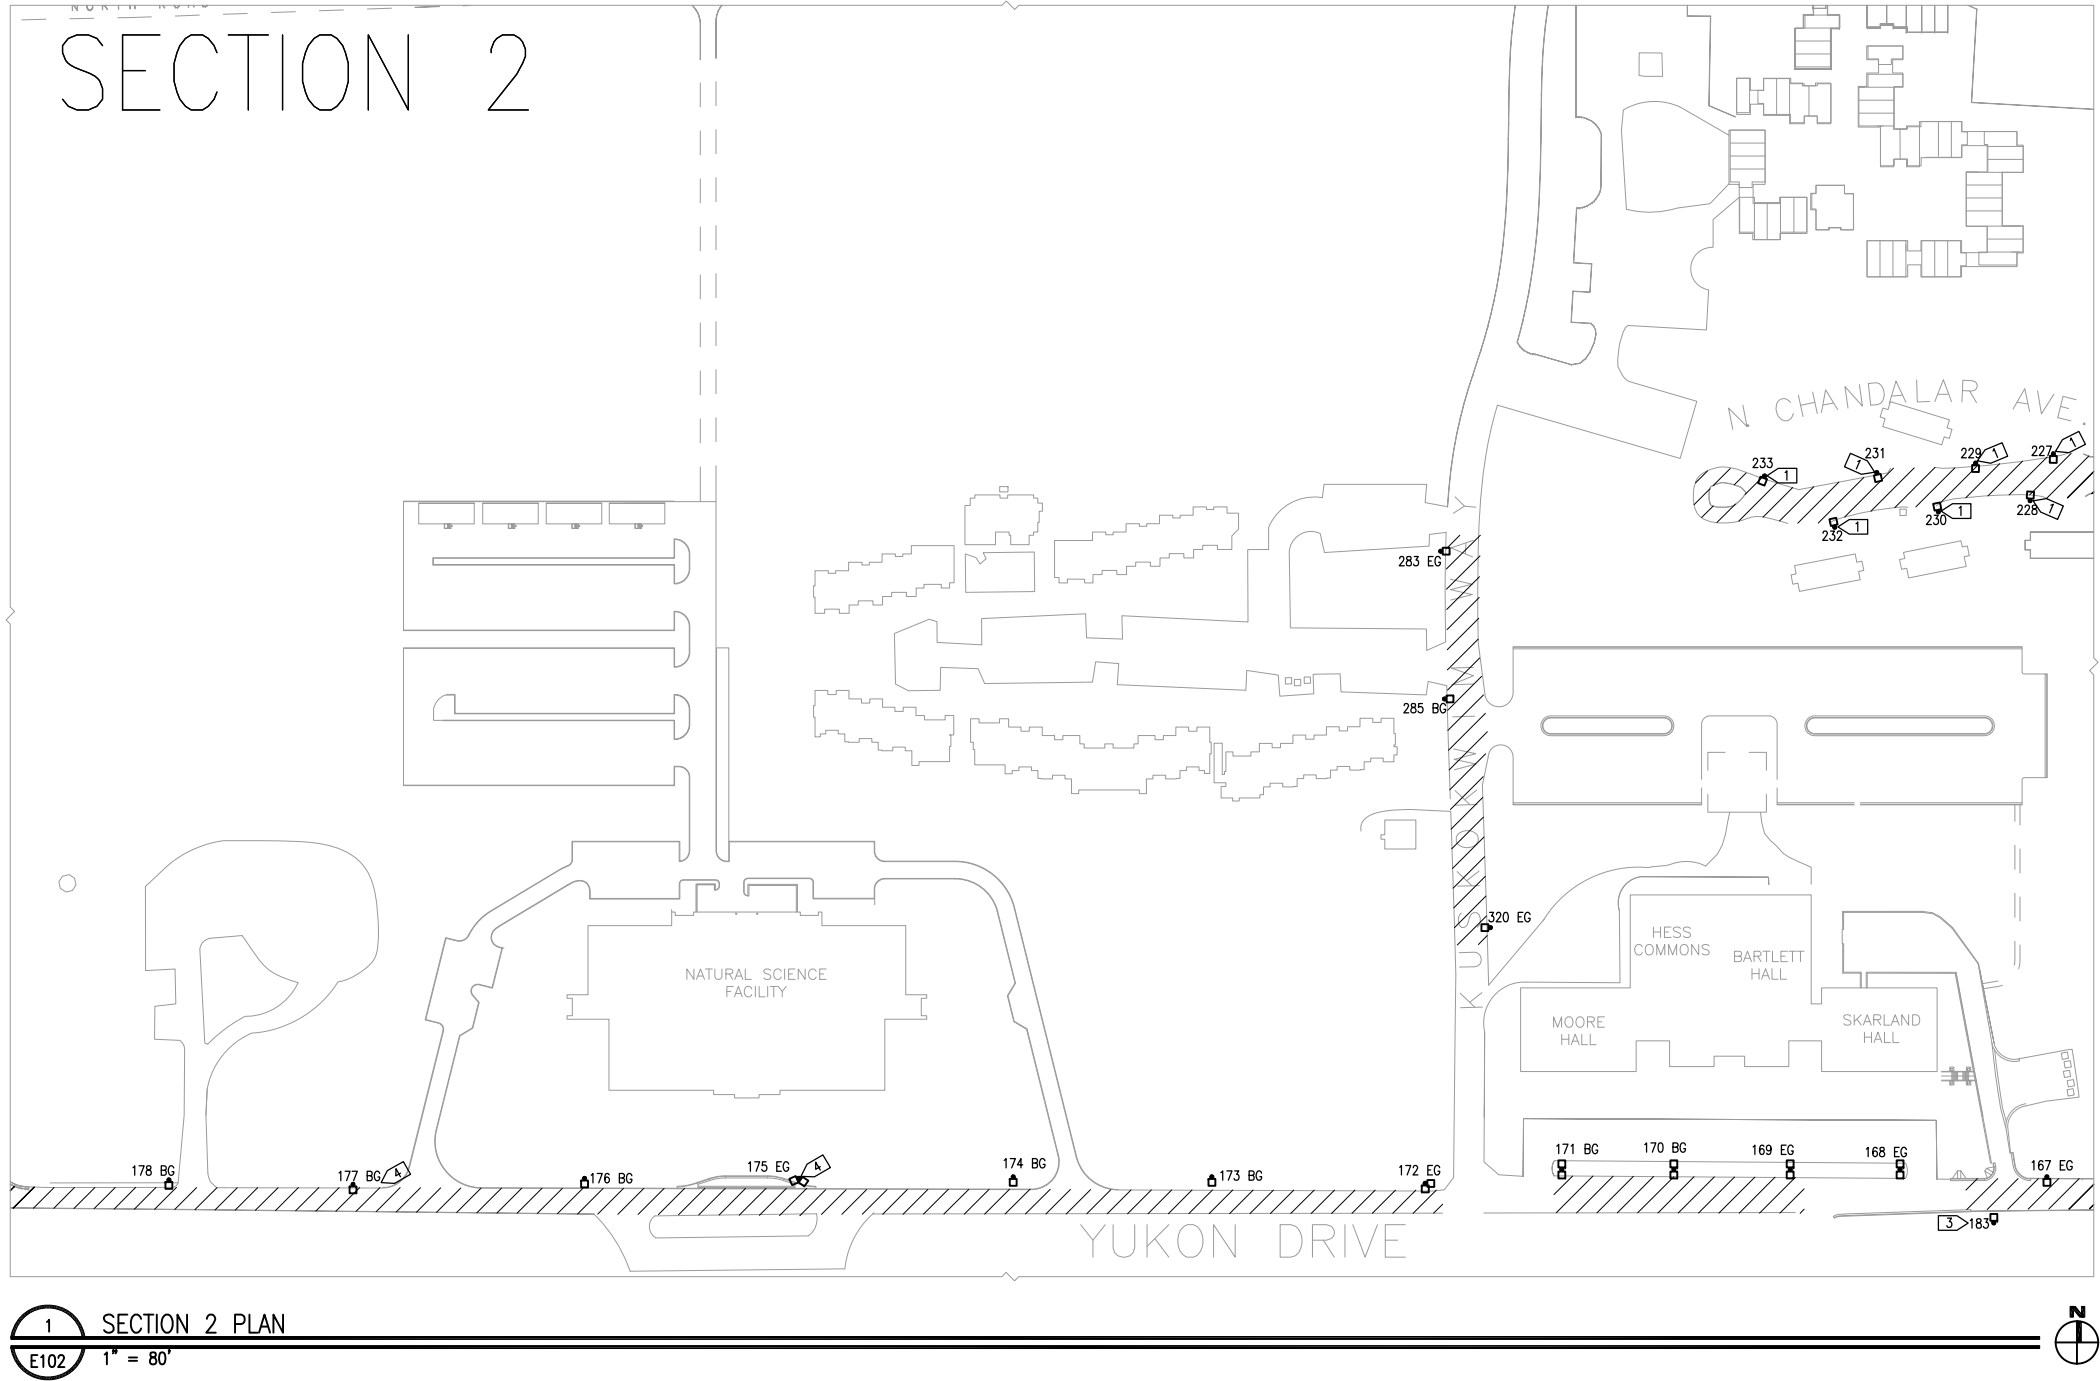 NORTH ROAD
SECTION 2
N CHANDALAR AVE.
233
1
231
1
229
1
227
1
232
1
230
1
228
1
283 EG
285 BG
KUSKOKWIM WAY
320 EG
HESS
COMMONS
BARTLETT
HALL
NATURAL SCIENCE
FACILITY
MOORE
HALL
SKARLAND
HALL
178 BG
177 BG
4
176 BG
175 EG
4
174 BG
173 BG
172 EG
171 BG
170 BG
169 EG
168 EG
167 EG
3
183
YUKON DRIVE
1
E102
SECTION 2 PLAN
1" = 80'
N